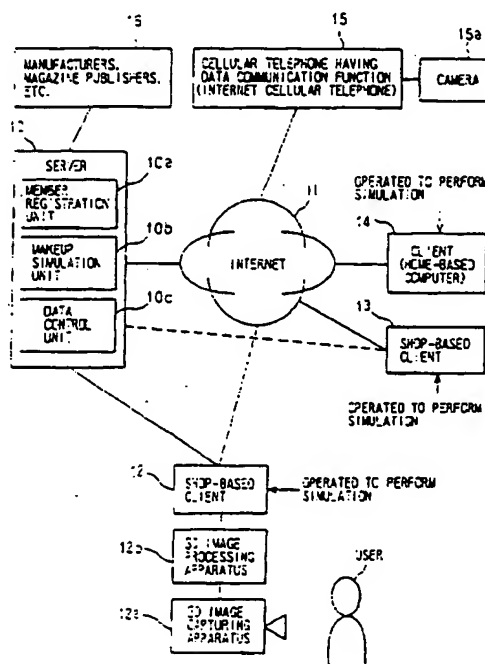 16
MANUFACTURERS,
MAGAZINE PUBLISHERS,
ETC.
15
CELLULAR TELEPHONE HAVING
DATA COMMUNICATION FUNCTION
(INTERNET CELLULAR TELEPHONE)
15a
CAMERA
10
SERVER
10a
MEMBER
REGISTRATION
UNIT
10b
MAKEUP
SIMULATION
UNIT
10c
DATA
CONTROL
UNIT
11
INTERNET
OPERATED TO PERFORM
SIMULATION
14
CLIENT
(HOME-BASED
COMPUTER)
13
SHOP-BASED
CLIENT
OPERATED TO PERFORM
SIMULATION
12
SHOP-BASED
CLIENT
OPERATED TO PERFORM
SIMULATION
12b
3D IMAGE
PROCESSING
APPARATUS
12a
3D IMAGE
CAPTURING
APPARATUS
USER